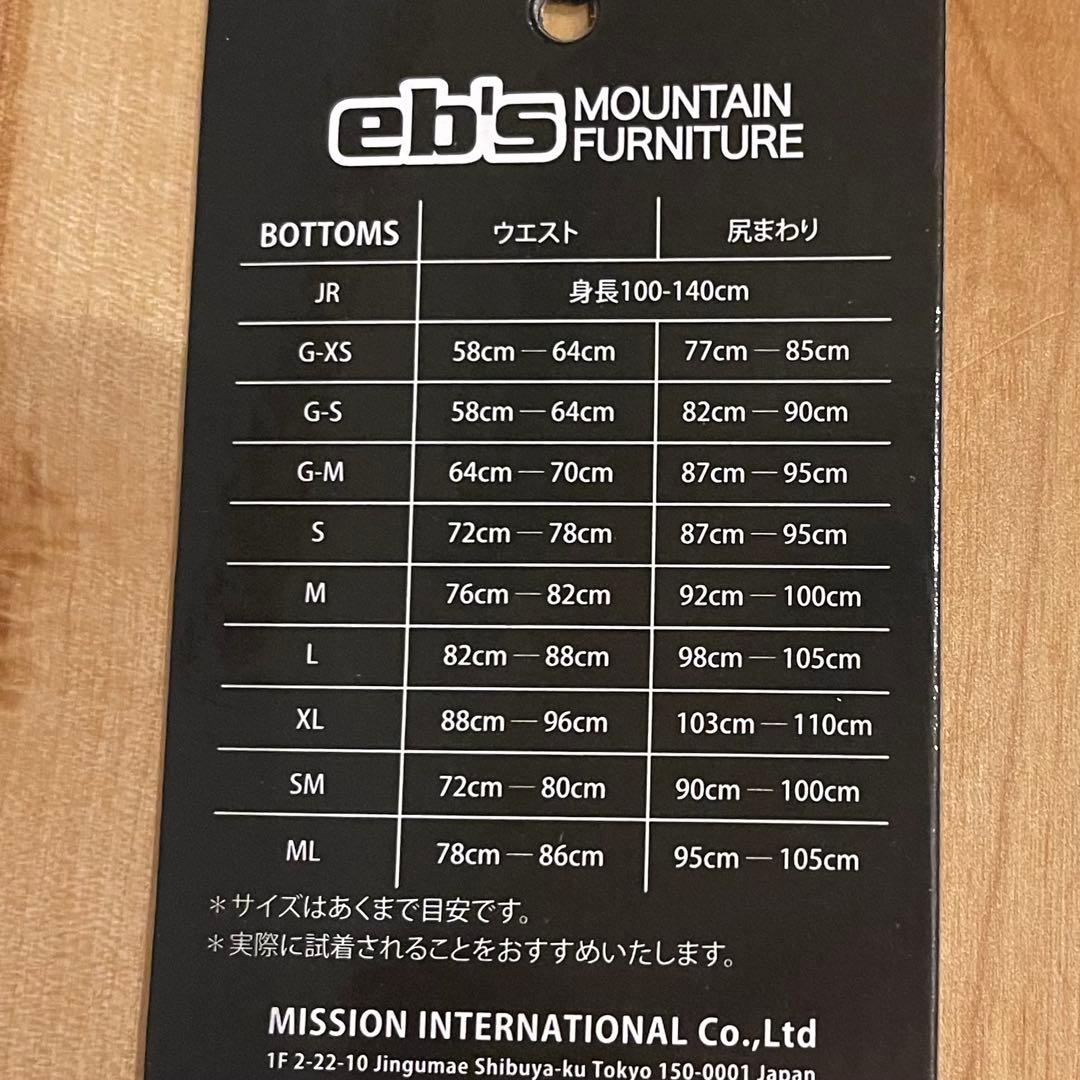 eb's MOUNTAIN FURNITURE
BOTTOMS ウエスト 尻まわり
JR 身長100-140cm
G-XS 58cm — 64cm 77cm — 85cm
G-S 58cm — 64cm 82cm — 90cm
G-M 64cm — 70cm 87cm — 95cm
S 72cm — 78cm 87cm — 95cm
M 76cm — 82cm 92cm — 100cm
L 82cm — 88cm 98cm — 105cm
XL 88cm — 96cm 103cm — 110cm
SM 72cm — 80cm 90cm — 100cm
ML 78cm — 86cm 95cm — 105cm
＊サイズはあくまで目安です。
＊実際に試着されることをおすすめいたします。
MISSION INTERNATIONAL Co.,Ltd
1F 2-22-10 Jingumae Shibuya-ku Tokyo 150-0001 Japan